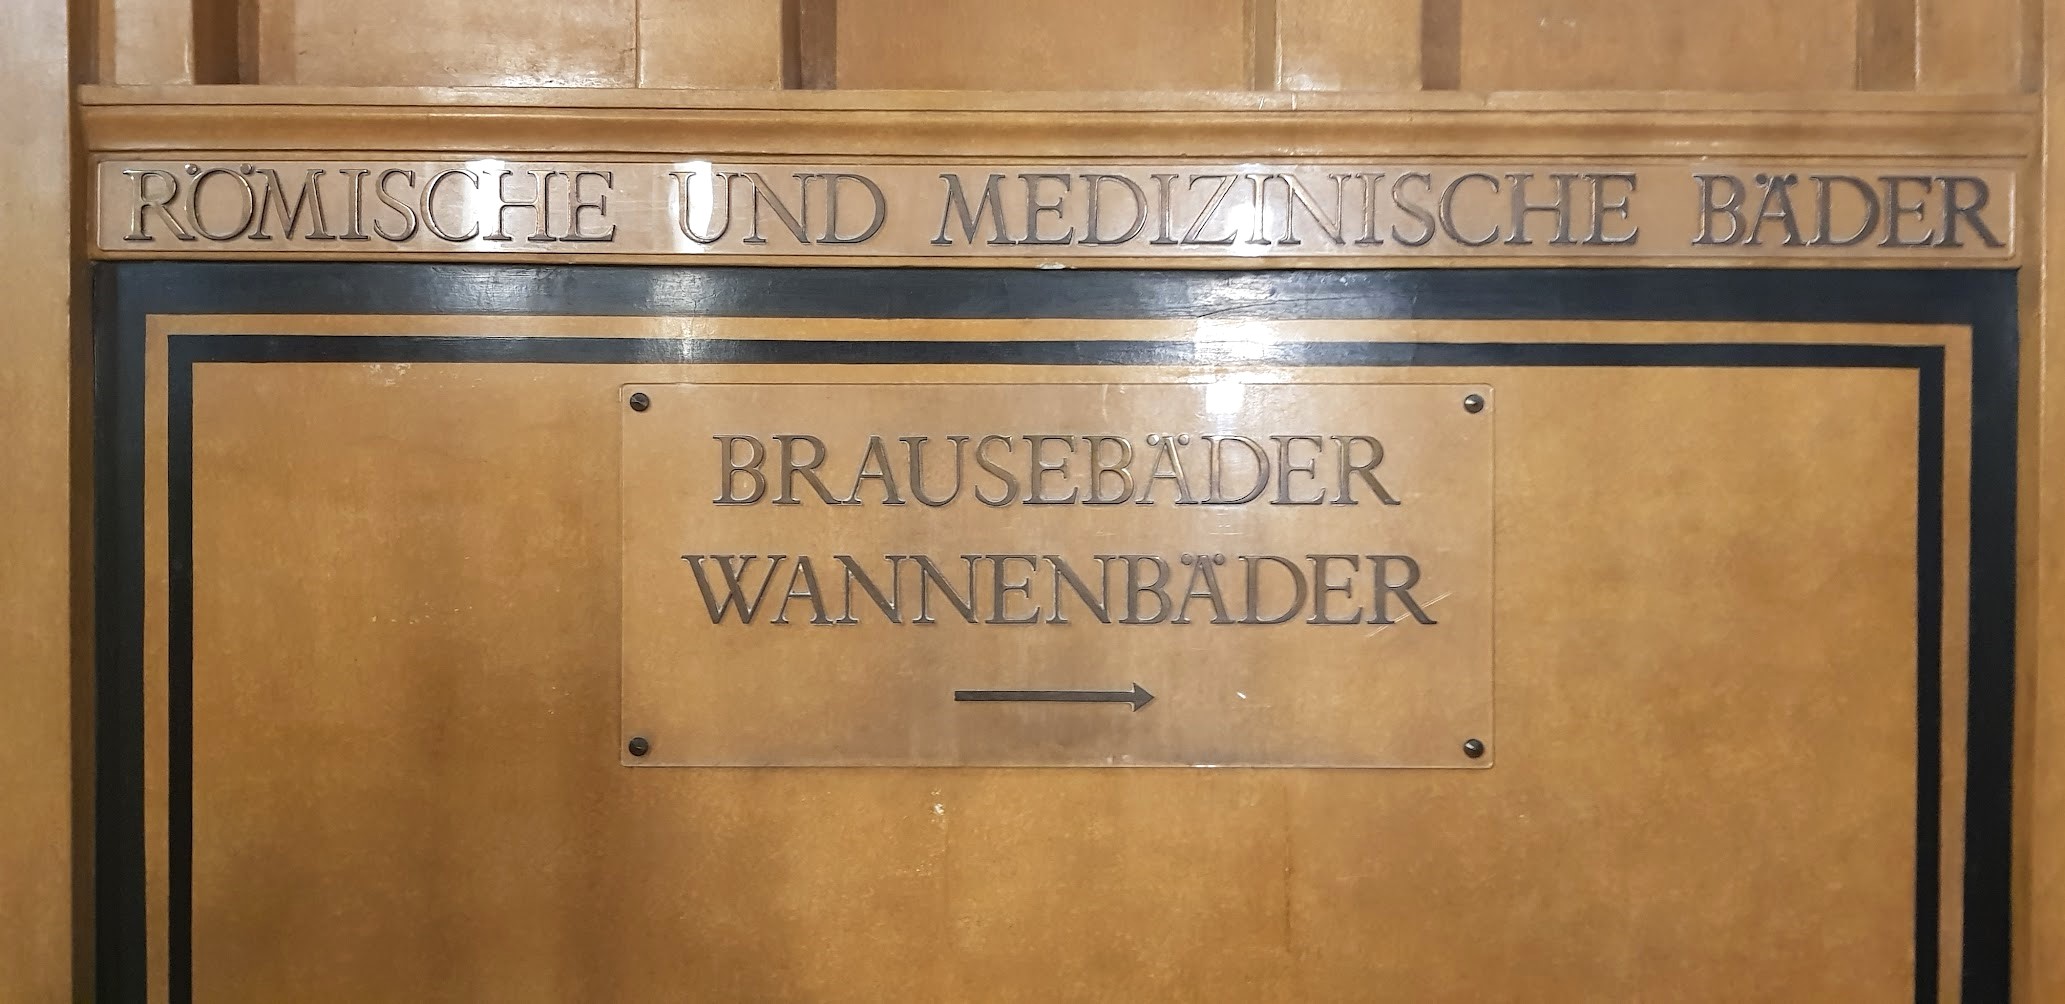 RÖMISCHE UND MEDIZINISCHE BÄDER
BRAUSEBÄDER
WANNENBÄDER